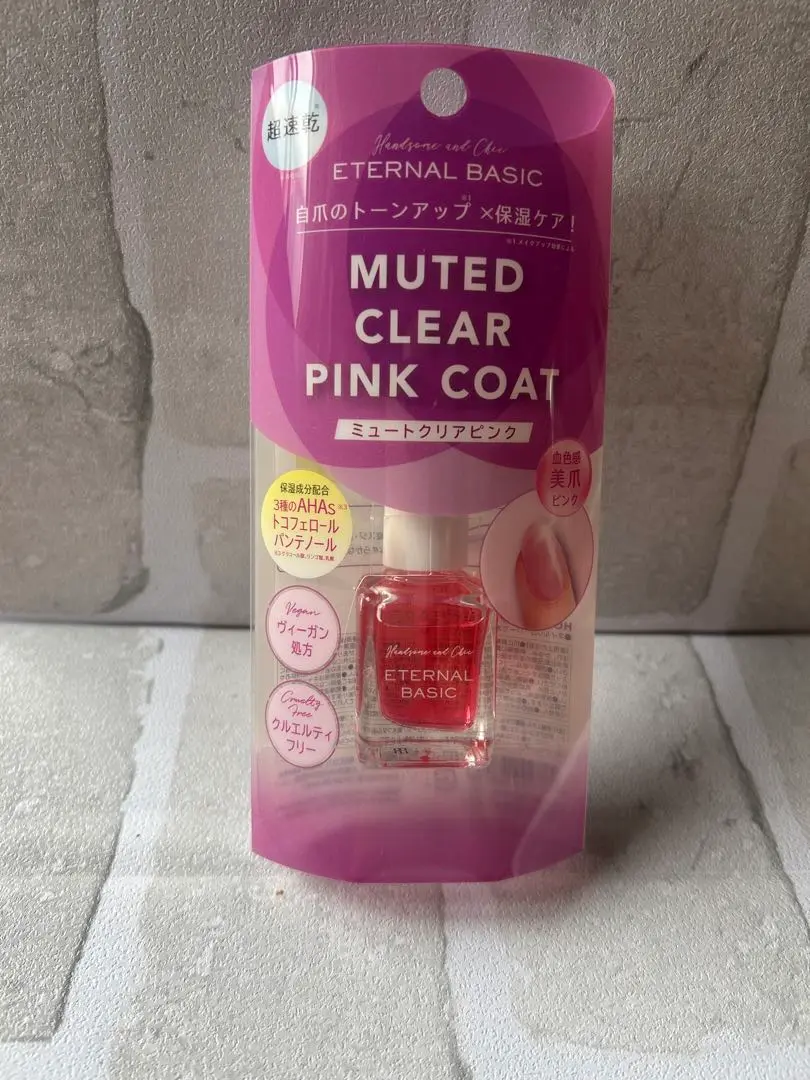 超速乾
Handsome and Chic
ETERNAL BASIC
自爪のトーンアップ※1×保湿ケア!
※1 メイクアップ効果による
MUTED
CLEAR
PINK COAT
ミュートクリアピンク
血色感
美爪
ピンク
保湿成分配合
3種のAHAs※3
トコフェロール
パンテノール
Vegan
ヴィーガン
処方
Cruelty
Free
クルエルティ
フリー
Handsome and Chic
ETERNAL
BASIC